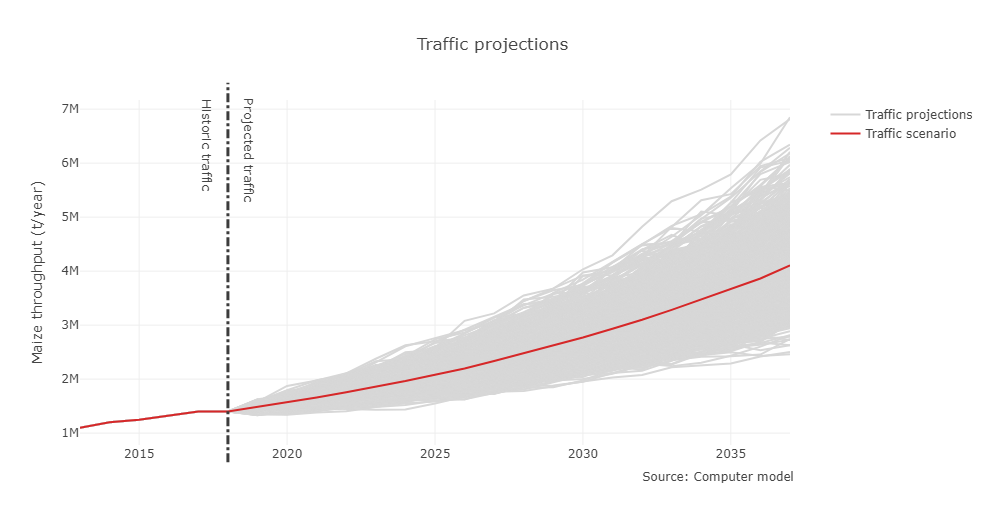 Traffic projections
Historic traffic
Projected traffic
Traffic projections
Traffic scenario
Maize throughput (t/year)
7M
6M
5M
4M
3M
2M
1M
2015
2020
2025
2030
2035
Source: Computer model